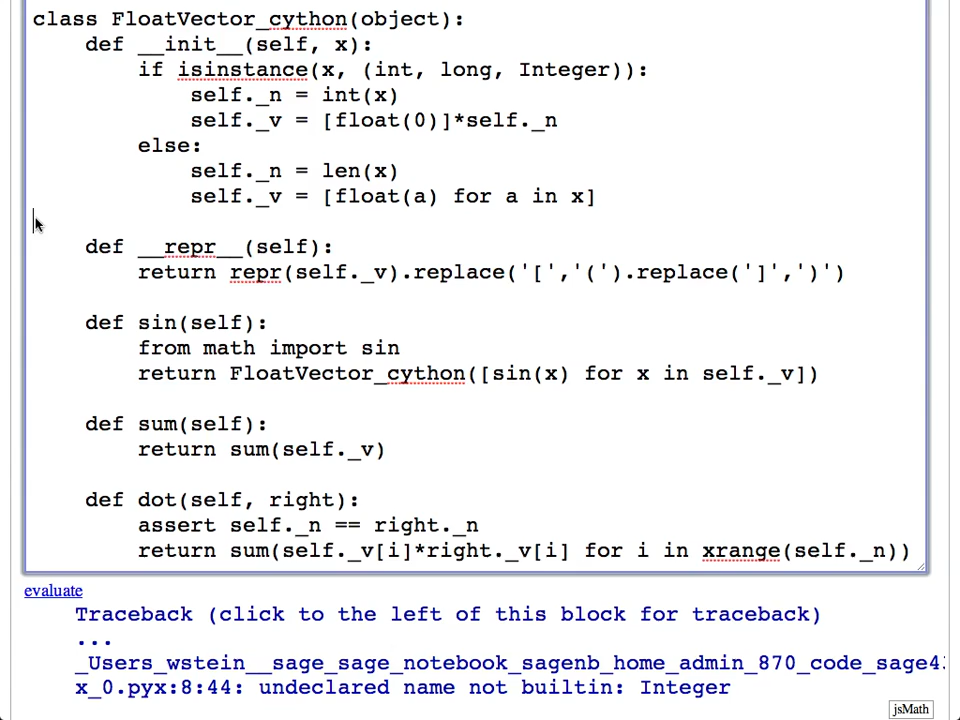 class FloatVector_cython(object):
    def __init__(self, x):
        if isinstance(x, (int, long, Integer)):
            self._n = int(x)
            self._v = [float(0)]*self._n
        else:
            self._n = len(x)
            self._v = [float(a) for a in x]
    def __repr__(self):
        return repr(self._v).replace('[','(').replace(']',')')
    def sin(self):
        from math import sin
        return FloatVector_cython([sin(x) for x in self._v])
    def sum(self):
        return sum(self._v)
    def dot(self, right):
        assert self._n == right._n
        return sum(self._v[i]*right._v[i] for i in xrange(self._n))
evaluate
Traceback (click to the left of this block for traceback)
...
_Users_wstein__sage_sage_notebook_sagenb_home_admin_870_code_sage4
x_0.pyx:8:44: undeclared name not builtin: Integer
jsMath